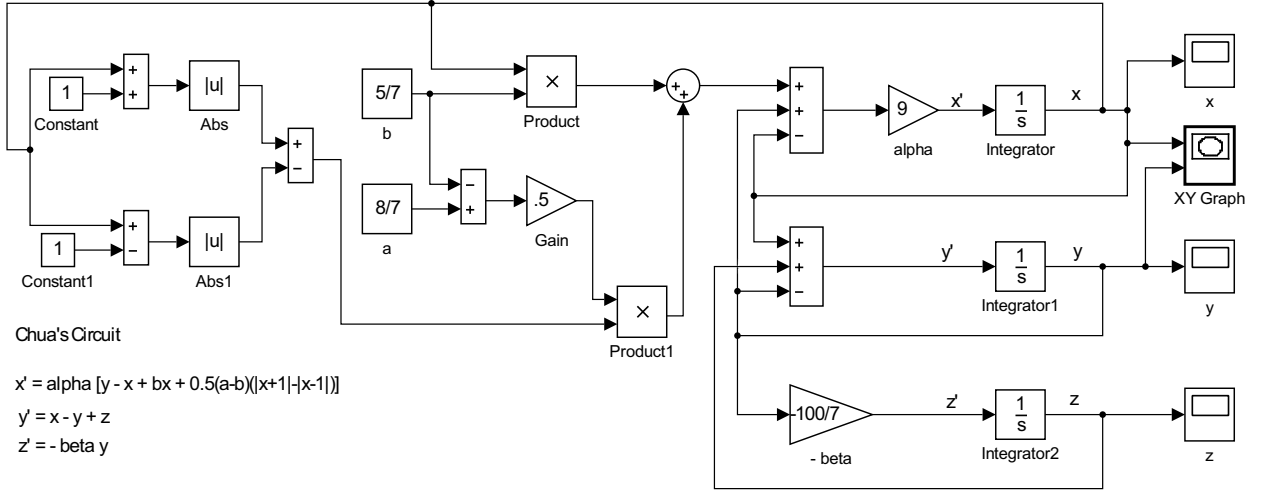 +
+
1
Constant
|u|
Abs
+
−
1
Constant1
+
−
|u|
Abs1
5/7
b
×
Product
+
+
8/7
a
−
+
.5
Gain
×
Product1
+
+
−
9
alpha
x'
1
s
Integrator
x
x
XY Graph
+
+
−
y'
1
s
Integrator1
y
y
-100/7
- beta
z'
1
s
Integrator2
z
z
Chua's Circuit
x' = alpha [y - x + bx + 0.5(a-b)(|x+1|-|x-1|)]
y' = x - y + z
z' = - beta y